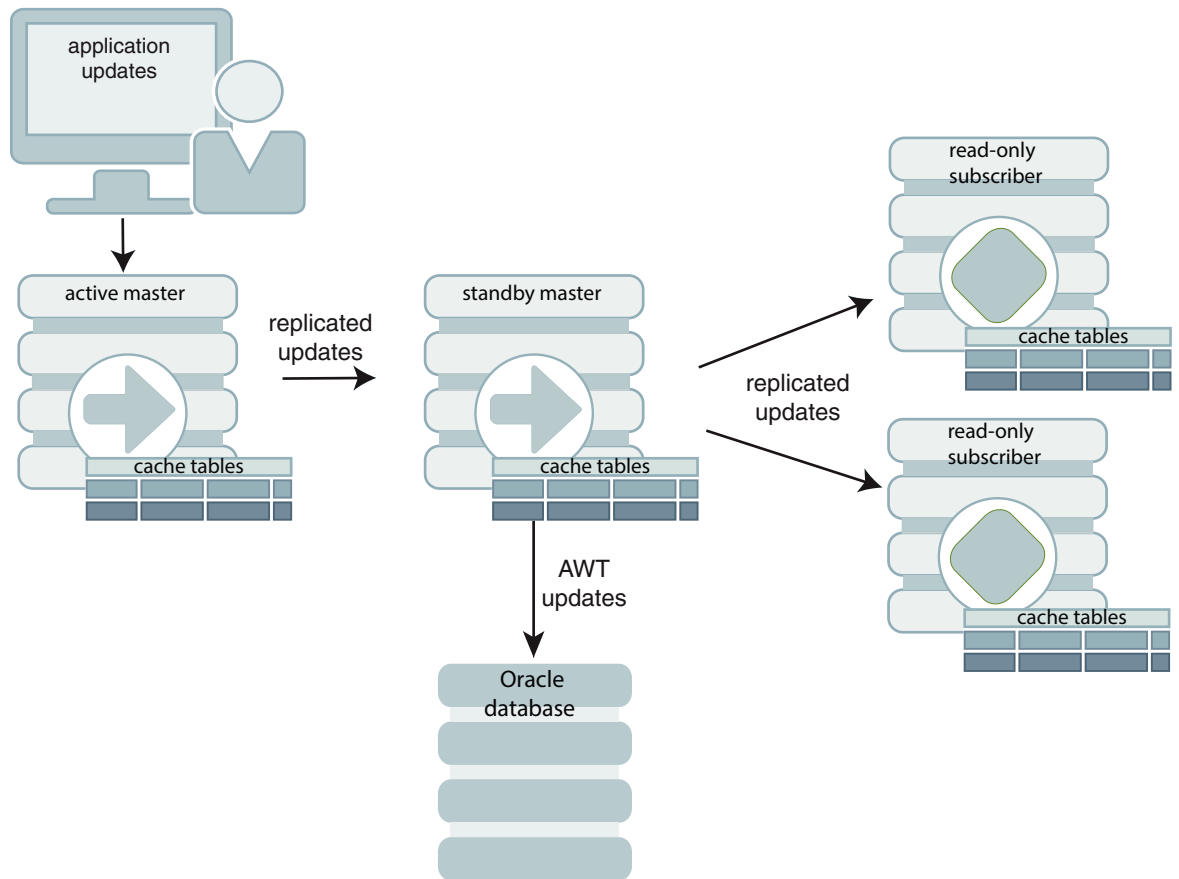 application
updates
active master
cache tables
replicated
updates
standby master
cache tables
AWT
updates
Oracle
database
replicated
updates
read-only
subscriber
cache tables
read-only
subscriber
cache tables